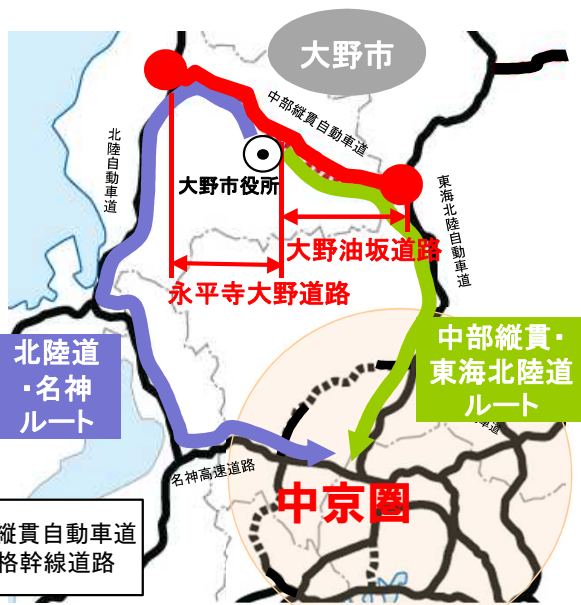 大野市
中部縦貫自動車道
北陸自動車道
大野市役所
東海北陸自動車道
大野油坂道路
永平寺大野道路
北陸道
・名神
ルート
中部縦貫・
東海北陸道
ルート
車道
名神高速道路
中京圏
縦貫自動車道
格幹線道路